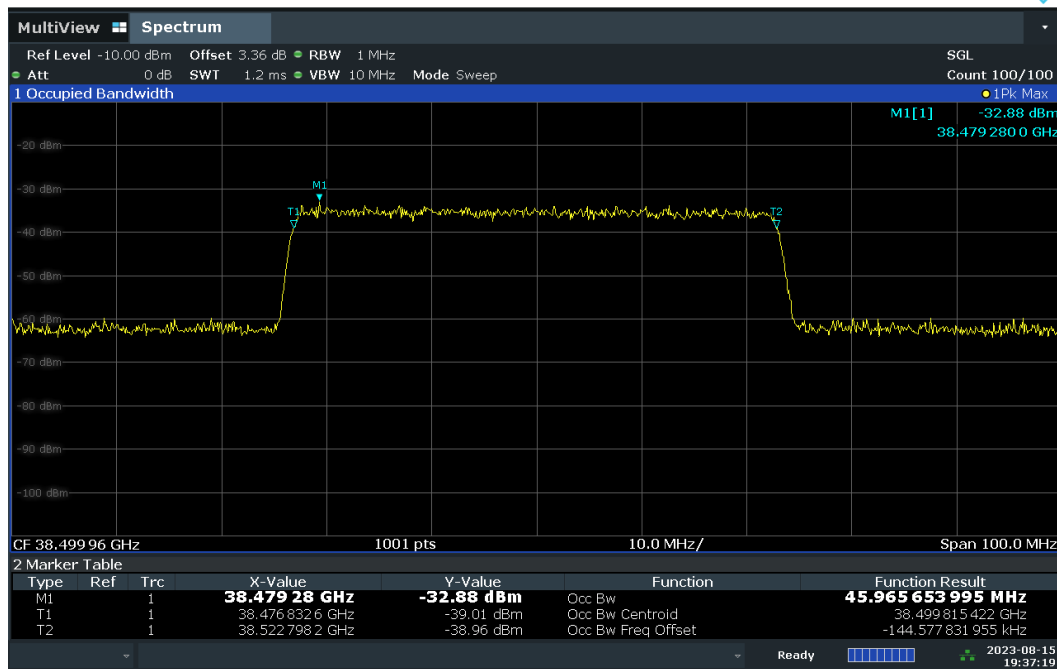 MultiView Spectrum
Ref Level -10.00 dBm Offset 3.36 dB RBW 1 MHz SGL
Att 0 dB SWT 1.2 ms VBW 10 MHz Mode Sweep Count 100/100
1 Occupied Bandwidth 1Pk Max
M1[1] -32.88 dBm
38.479 280 0 GHz
-20 dBm
M1
-30 dBm
T1 T2
-40 dBm
-50 dBm
-60 dBm
-70 dBm
-80 dBm
-90 dBm
-100 dBm
CF 38.499 96 GHz 1001 pts 10.0 MHz/ Span 100.0 MHz
2 Marker Table
Type Ref Trc X-Value Y-Value Function Function Result
M1 1 38.479 28 GHz -32.88 dBm Occ Bw 45.965 653 995 MHz
T1 1 38.476 832 6 GHz -39.01 dBm Occ Bw Centroid 38.499 815 422 GHz
T2 1 38.522 798 2 GHz -38.96 dBm Occ Bw Freq Offset -144.577 831 955 kHz
Ready 2023-08-15
19:37:19